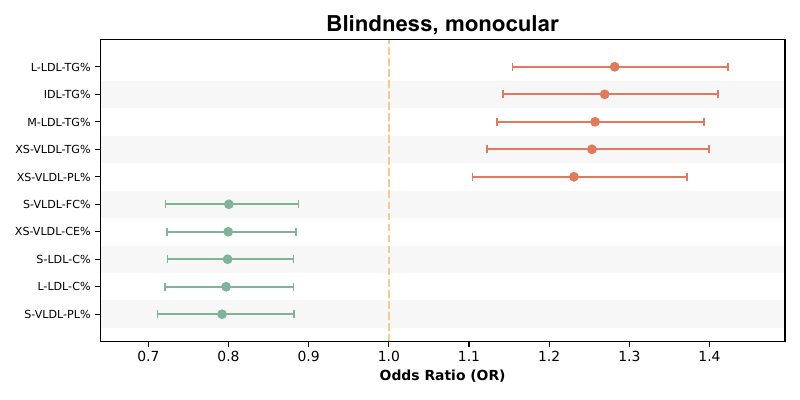 Blindness, monocular
L-LDL-TG%
IDL-TG%
M-LDL-TG%
XS-VLDL-TG%
XS-VLDL-PL%
S-VLDL-FC%
XS-VLDL-CE%
S-LDL-C%
L-LDL-C%
S-VLDL-PL%
0.7 0.8 0.9 1.0 1.1 1.2 1.3 1.4
Odds Ratio (OR)